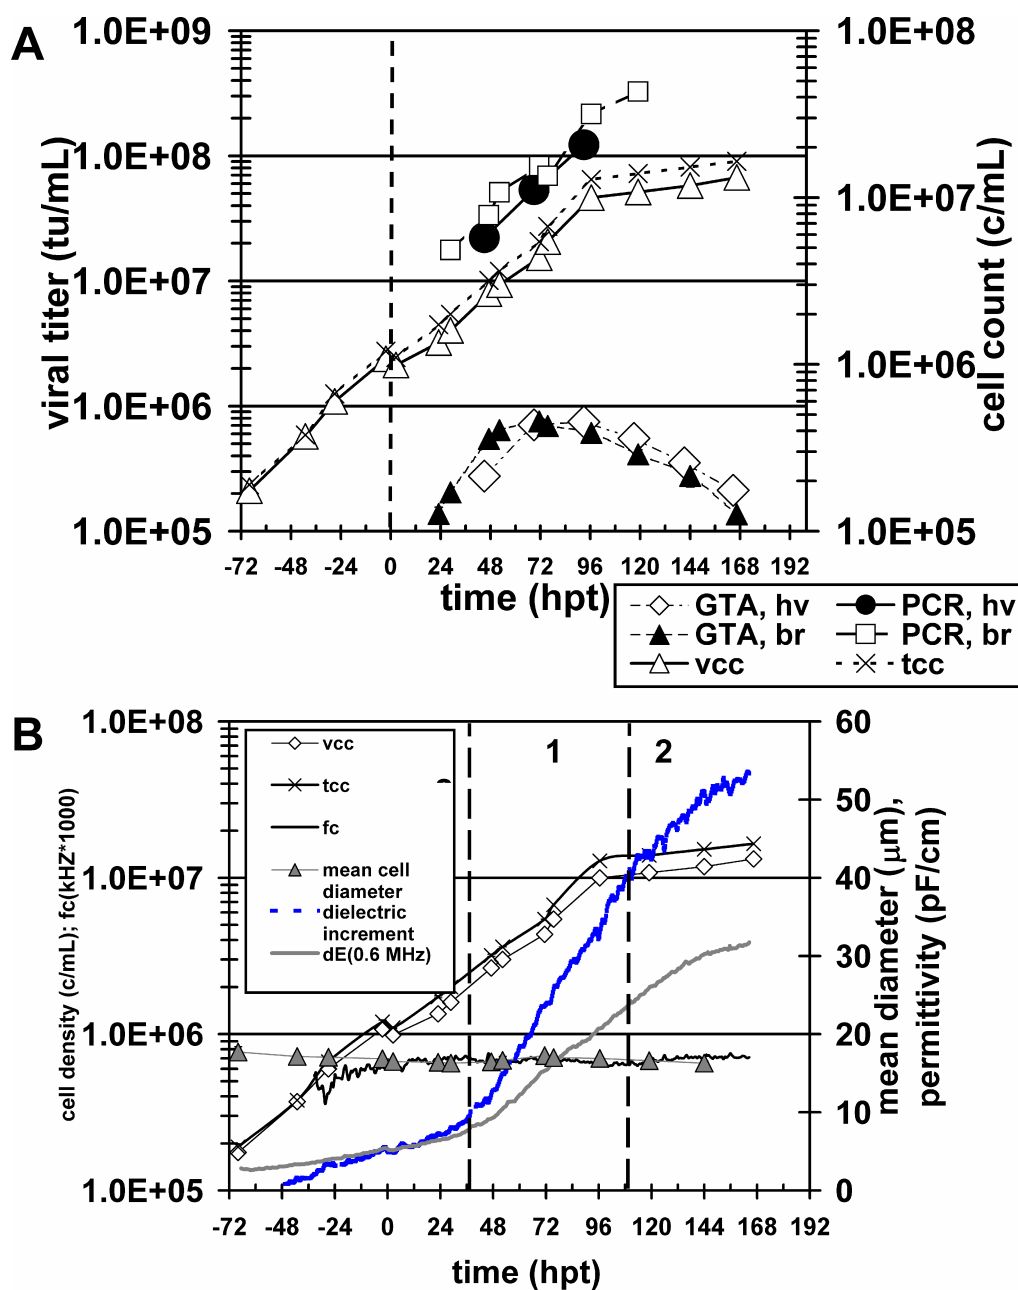 A
1.0E+09
1.0E+08
1.0E+07
1.0E+06
1.0E+05
viral titer (tu/mL)
1.0E+08
1.0E+07
1.0E+06
1.0E+05
cell count (c/mL)
-72 -48 -24 0 24 48 72 96 120 144 168 192
time (hpt)
GTA, hv PCR, hv
GTA, br PCR, br
vcc tcc
B
1.0E+08
1.0E+07
1.0E+06
1.0E+05
cell density (c/mL); fc(kHZ*1000)
vcc
tcc
fc
mean cell
diameter
dielectric
increment
dE(0.6 MHz)
1 2
60
50
40
30
20
10
0
mean diameter (µm),
permittivity (pF/cm)
-72 -48 -24 0 24 48 72 96 120 144 168 192
time (hpt)